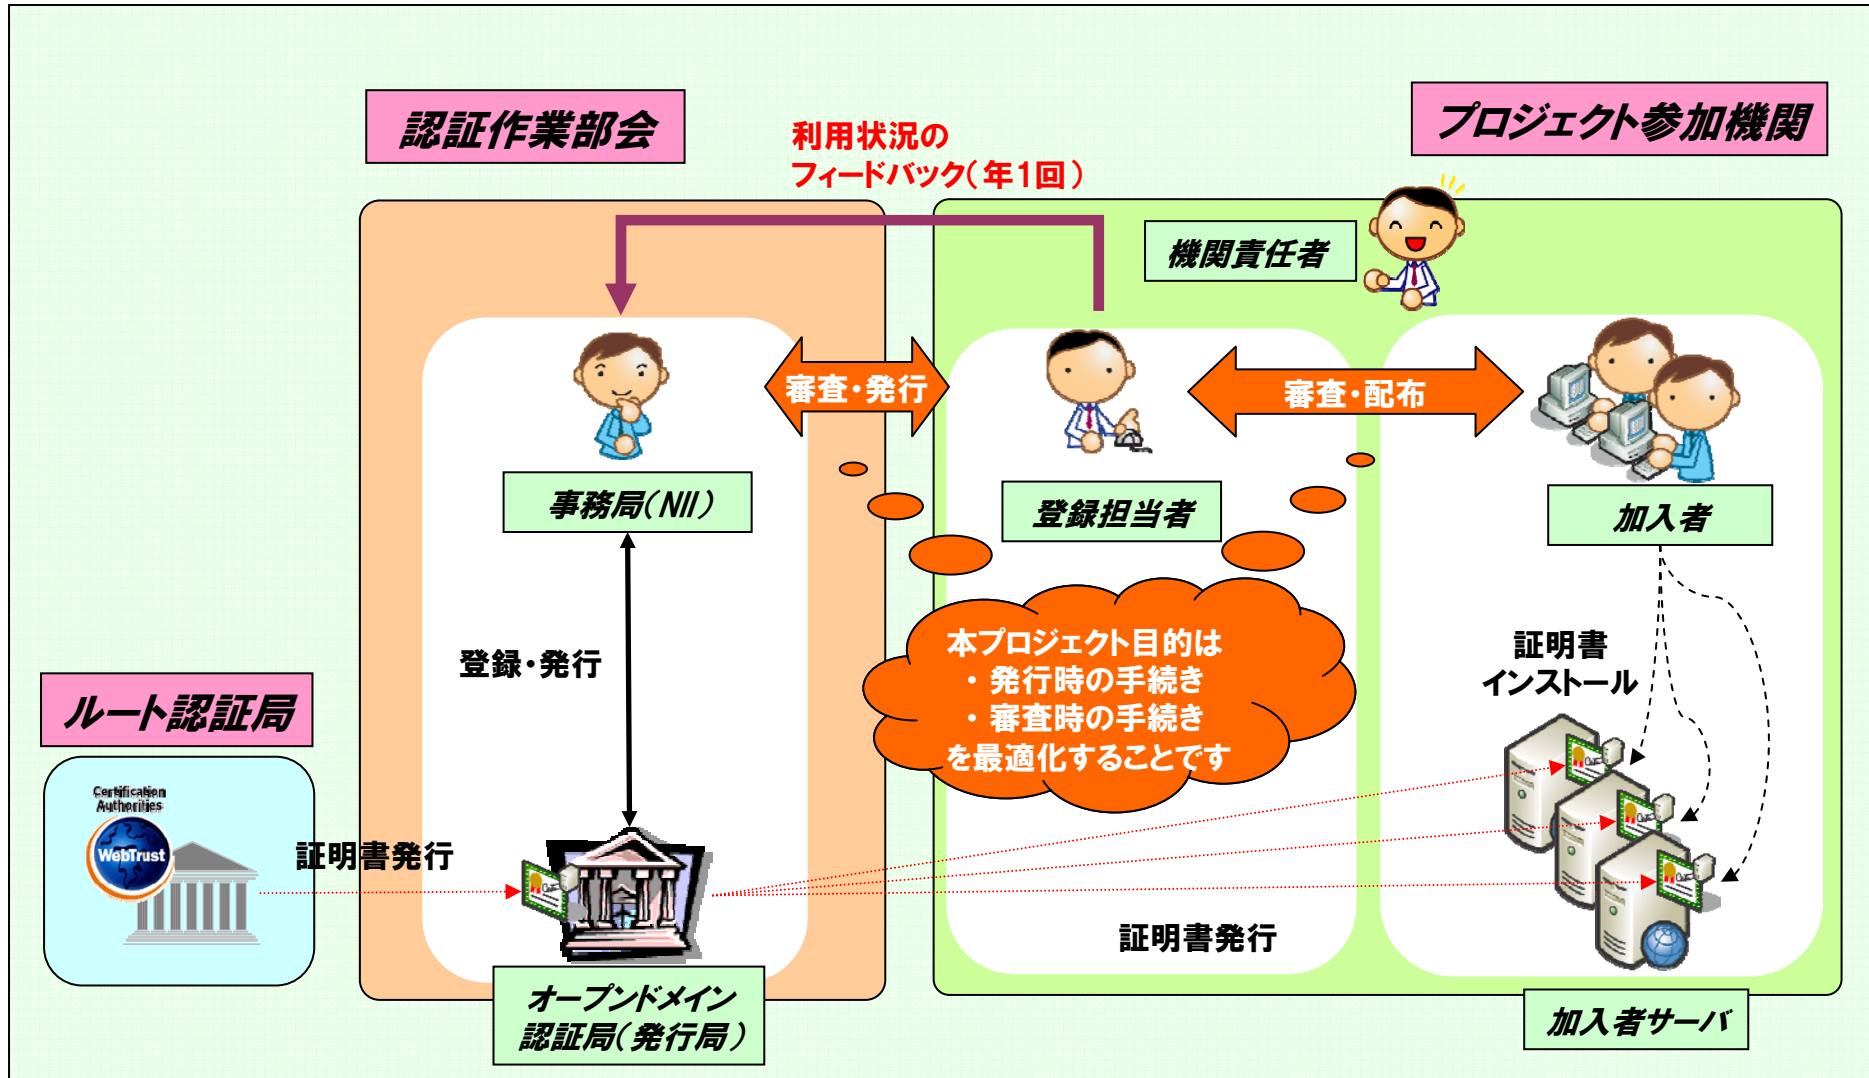 認証作業部会
利用状況の
フィードバック(年1回)
プロジェクト参加機関
機関責任者
審査・発行
審査・配布
事務局(NII)
登録担当者
加入者
登録・発行
本プロジェクト目的は
・発行時の手続き
・審査時の手続き
を最適化することです
証明書
インストール
ルート認証局
Certification
Authorities
WebTrust
証明書発行
証明書発行
オープンドメイン
認証局(発行局)
加入者サーバ